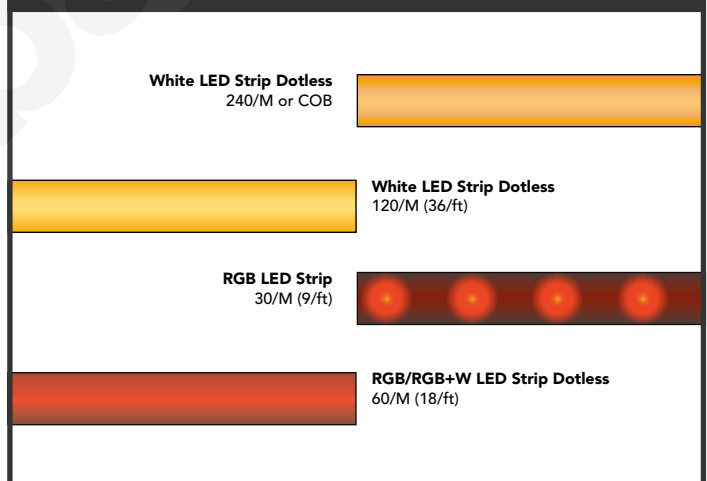 White LED Strip Dotless
240/M or COB
White LED Strip Dotless
120/M (36/ft)
RGB LED Strip
30/M (9/ft)
RGB/RGB+W LED Strip Dotless
60/M (18/ft)